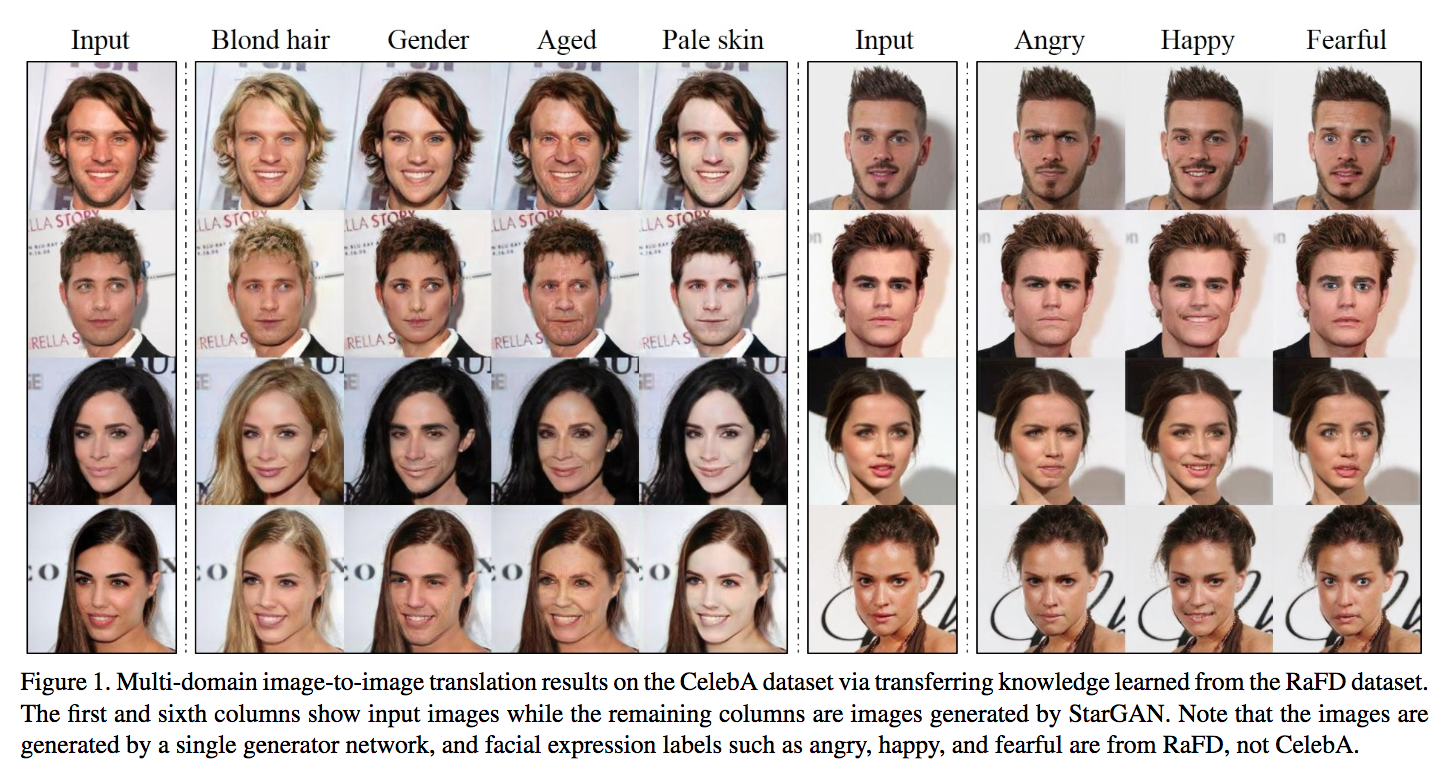 Input Blond hair Gender Aged Pale skin Input Angry Happy Fearful
LLA STORY
RELLA S
Figure 1. Multi-domain image-to-image translation results on the CelebA dataset via transferring knowledge learned from the RaFD dataset.
The first and sixth columns show input images while the remaining columns are images generated by StarGAN. Note that the images are
generated by a single generator network, and facial expression labels such as angry, happy, and fearful are from RaFD, not CelebA.